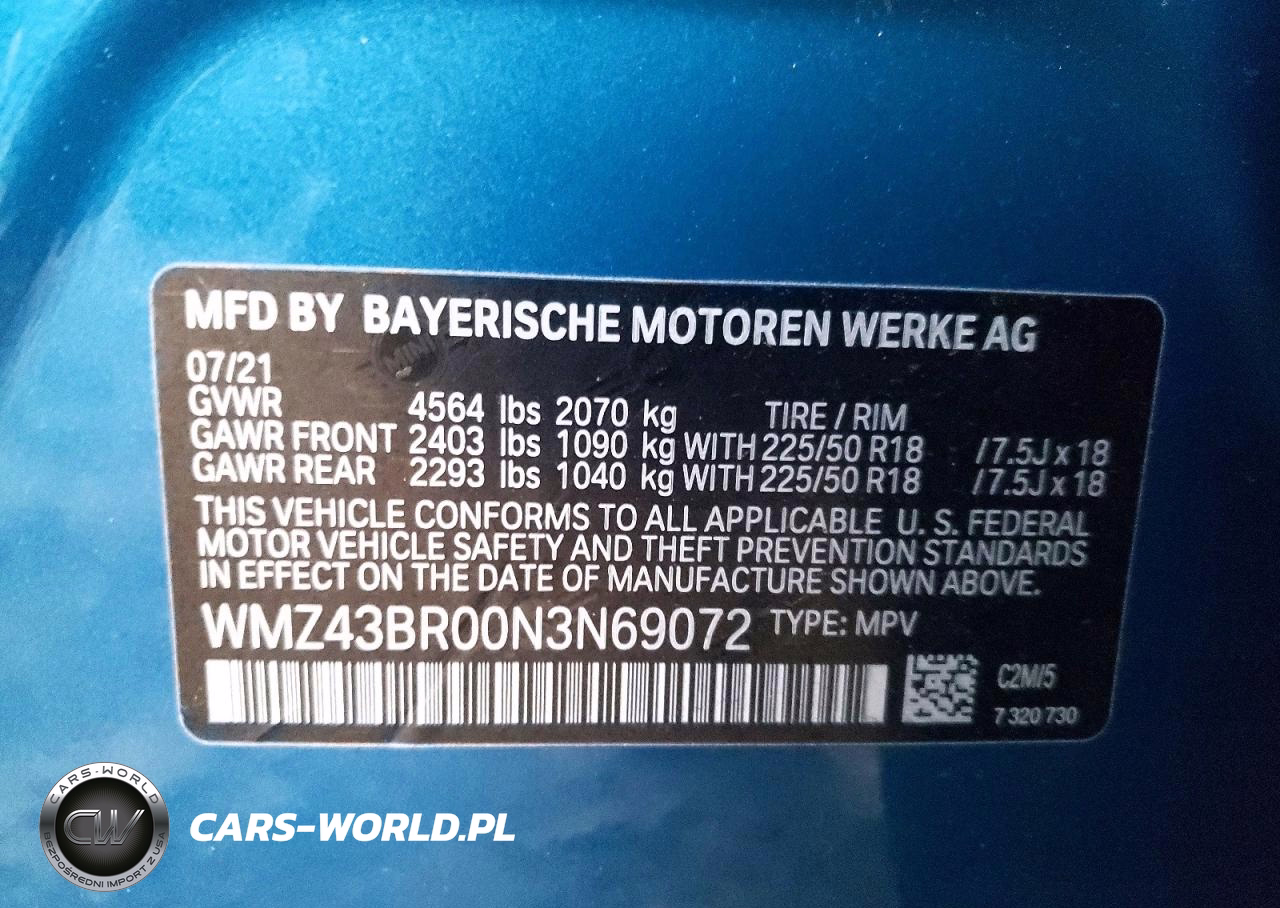 MFD BY BAYERISCHE MOTOREN WERKE AG
MINI
07/21
GVWR 4564 lbs 2070 kg TIRE / RIM
GAWR FRONT 2403 lbs 1090 kg WITH 225/50 R18 /7.5J x 18
GAWR REAR 2293 lbs 1040 kg WITH 225/50 R18 /7.5J x 18
THIS VEHICLE CONFORMS TO ALL APPLICABLE U. S. FEDERAL
MOTOR VEHICLE SAFETY AND THEFT PREVENTION STANDARDS
IN EFFECT ON THE DATE OF MANUFACTURE SHOWN ABOVE.
WMZ43BR00N3N69072 TYPE: MPV
C2M/5
7 320 730
CARS-WORLD
CW
BEZPOŚREDNI IMPORT Z USA
CARS-WORLD.PL